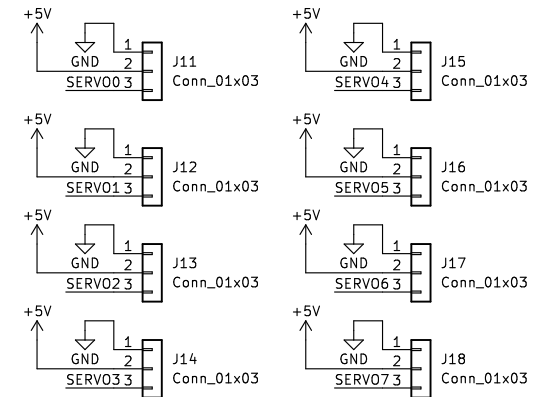 +5V
1
GND
2
J11
SERVO0 3
Conn_01x03
+5V
1
GND
2
J12
SERVO1 3
Conn_01x03
+5V
1
GND
2
J13
SERVO2 3
Conn_01x03
+5V
1
GND
2
J14
SERVO3 3
Conn_01x03
+5V
1
GND
2
J15
SERVO4 3
Conn_01x03
+5V
1
GND
2
J16
SERVO5 3
Conn_01x03
+5V
1
GND
2
J17
SERVO6 3
Conn_01x03
+5V
1
GND
2
J18
SERVO7 3
Conn_01x03